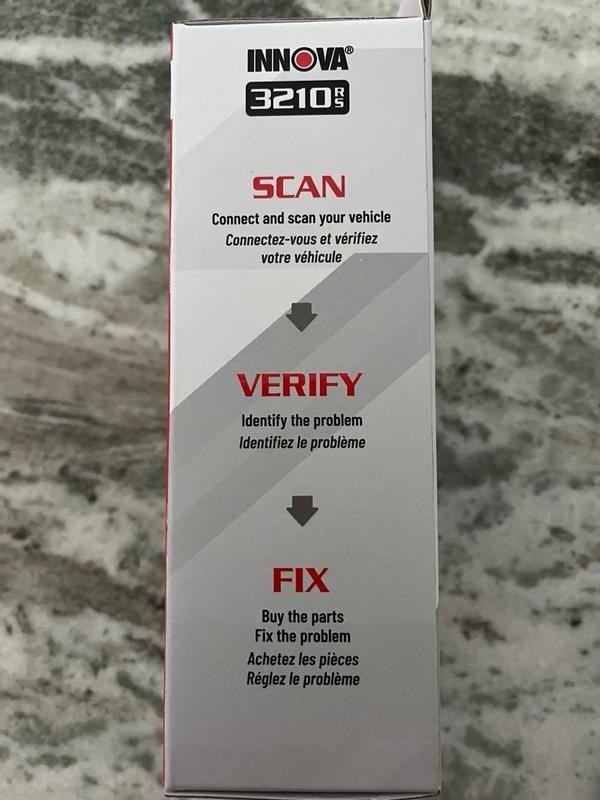 INNOVA®
3210RS
SCAN
Connect and scan your vehicle
Connectez-vous et vérifiez
votre véhicule
VERIFY
Identify the problem
Identifiez le problème
FIX
Buy the parts
Fix the problem
Achetez les pièces
Réglez le problème